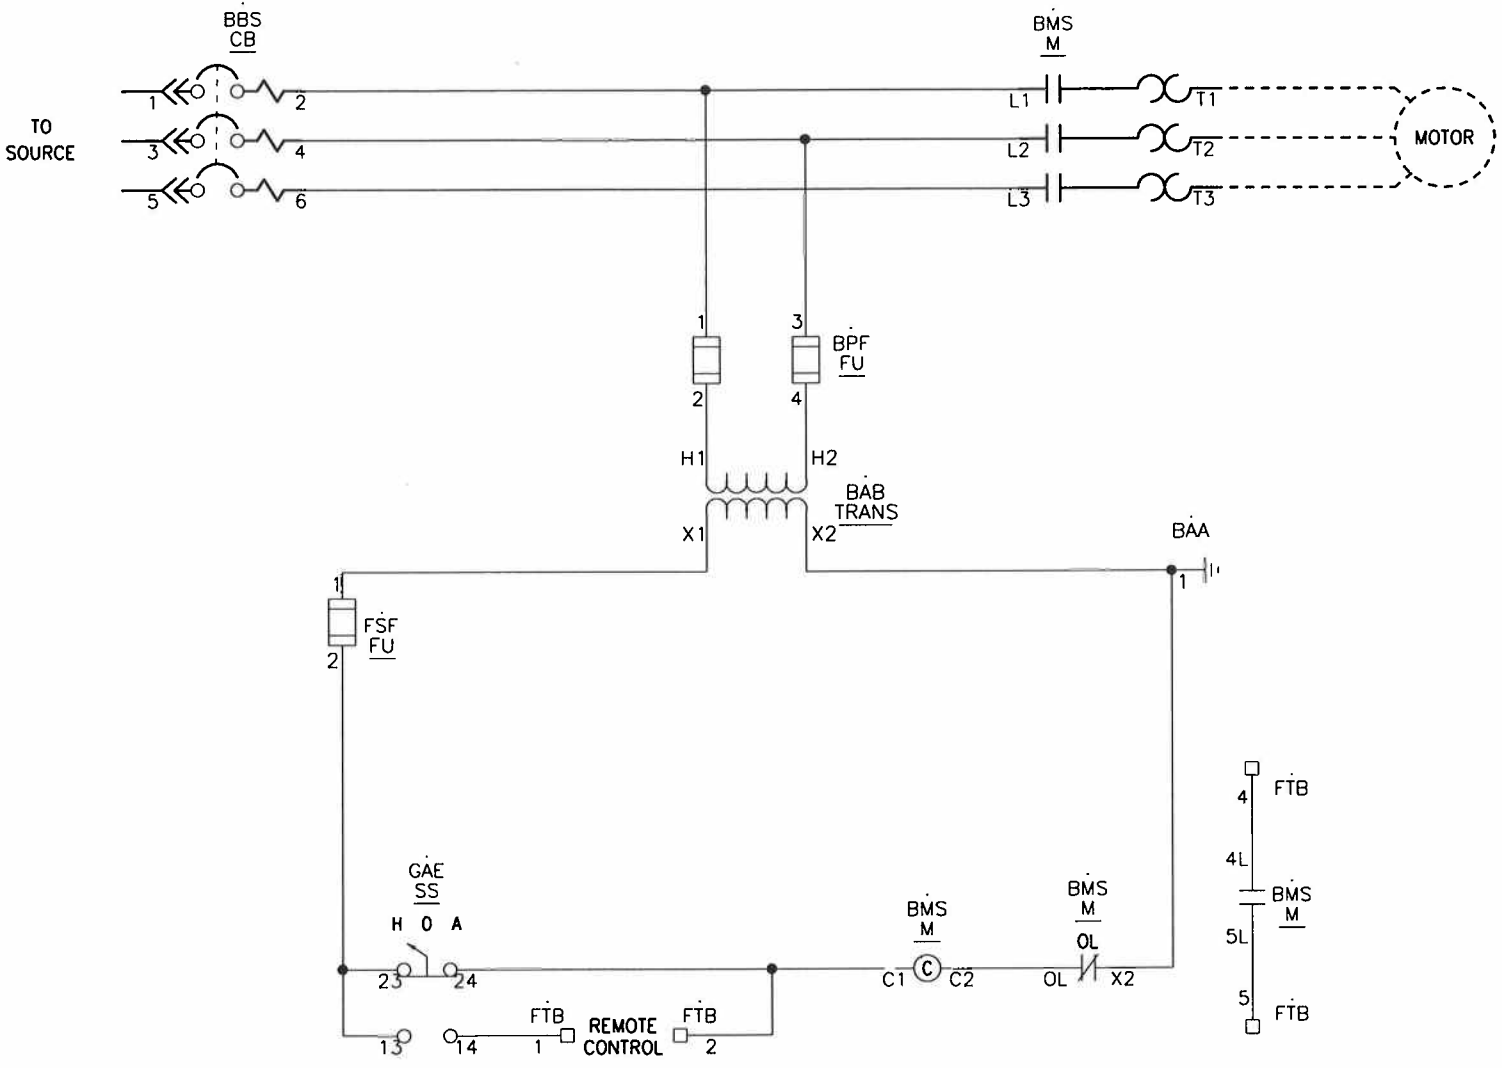 BBS
CB
BMS
M
1
2
L1
T1
TO
SOURCE
3
4
L2
T2
MOTOR
5
6
L3
T3
1
3
BPF
FU
2
4
H1
H2
BAB
TRANS
X1
X2
BAA
1
1
FSF
FU
2
FTB
4
4L
GAE
SS
H O A
BMS
M
BMS
M
OL
BMS
M
5L
23
24
C1
C
C2
OL
X2
5
FTB
13
14
FTB
1
REMOTE
CONTROL
FTB
2